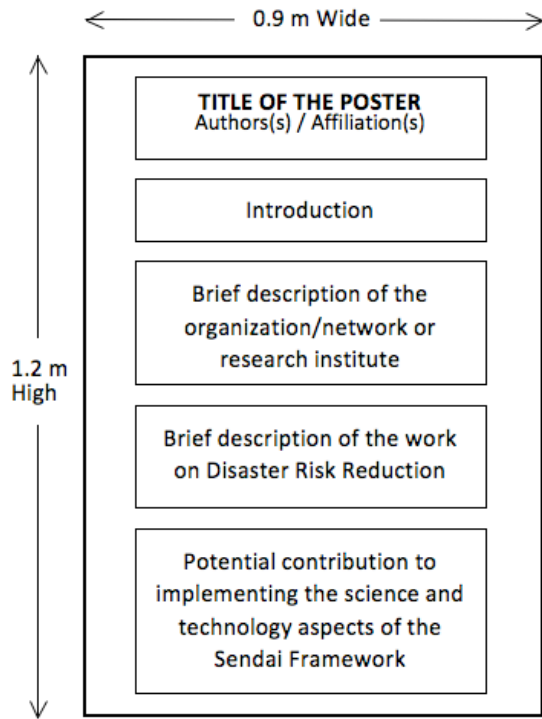 0.9 m Wide
TITLE OF THE POSTER
Authors(s) / Affiliation(s)
Introduction
Brief description of the
organization/network or
research institute
1.2 m
High
Brief description of the work
on Disaster Risk Reduction
Potential contribution to
implementing the science and
technology aspects of the
Sendai Framework